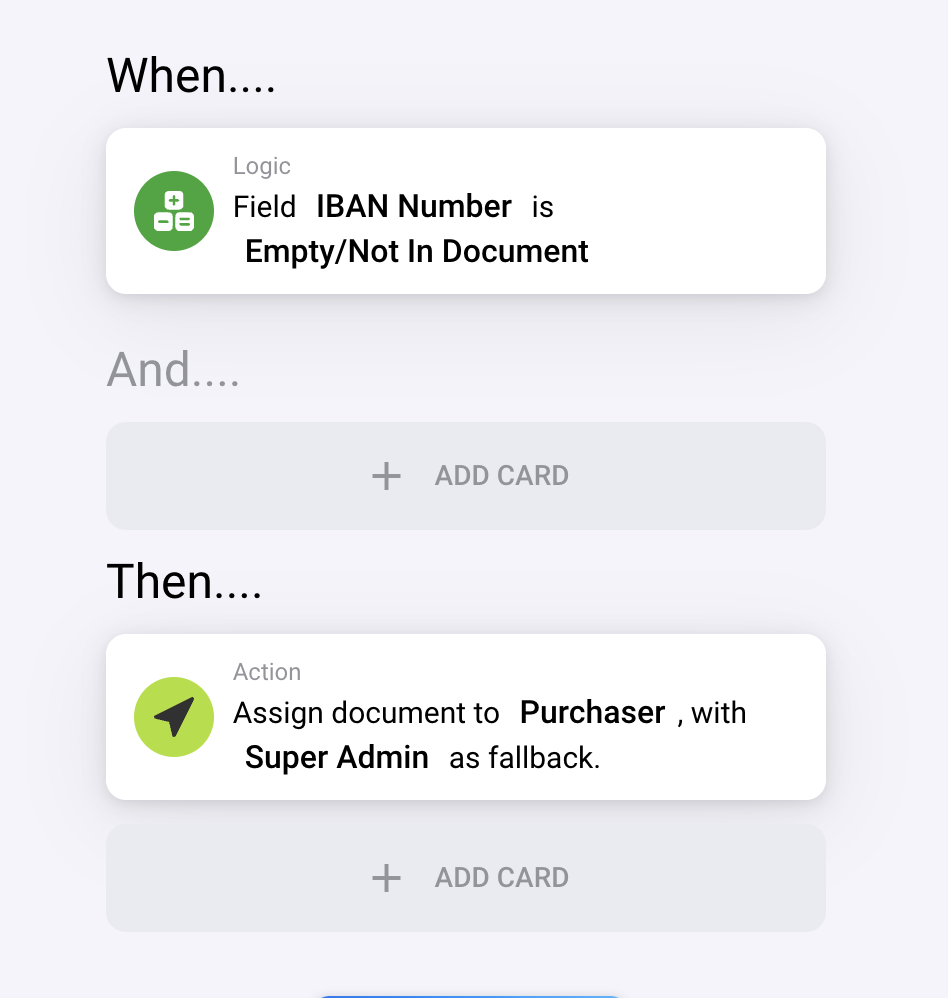 When....
Logic
Field IBAN Number is
Empty/Not In Document
And....
+ ADD CARD
Then....
Action
Assign document to Purchaser , with
Super Admin as fallback.
+ ADD CARD